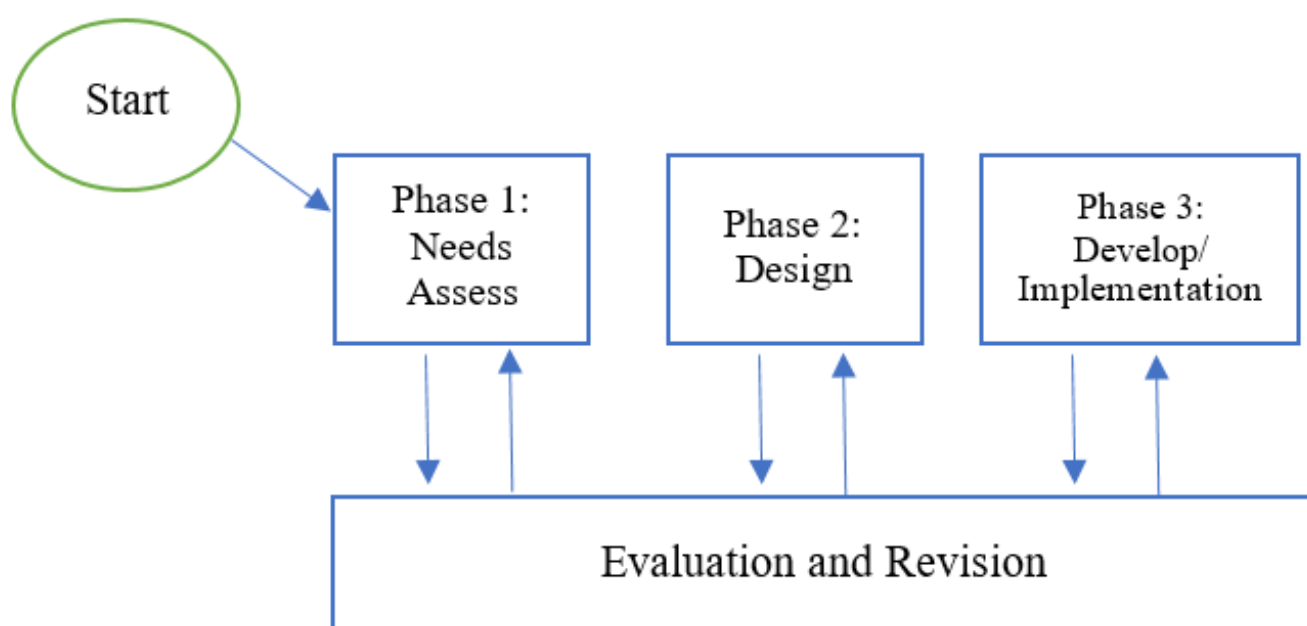 Start
Phase 1:
Needs
Assess
Phase 2:
Design
Phase 3:
Develop/
Implementation
Evaluation and Revision